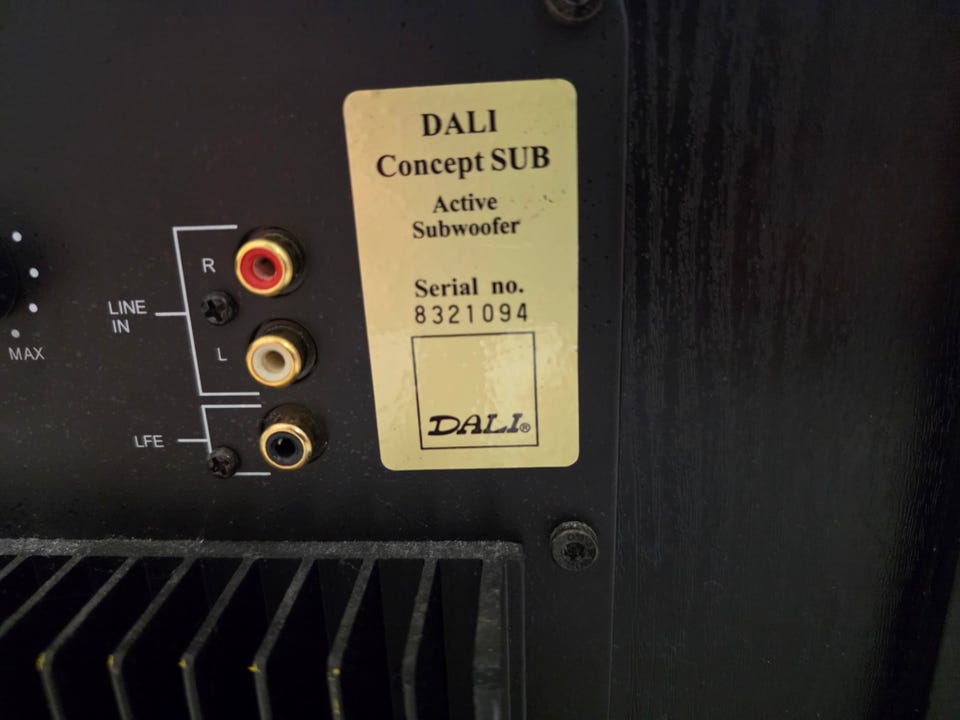 DALI
Concept SUB
Active
Subwoofer
Serial no.
8321094
DALI®
R
LINE
IN
L
MAX
LFE